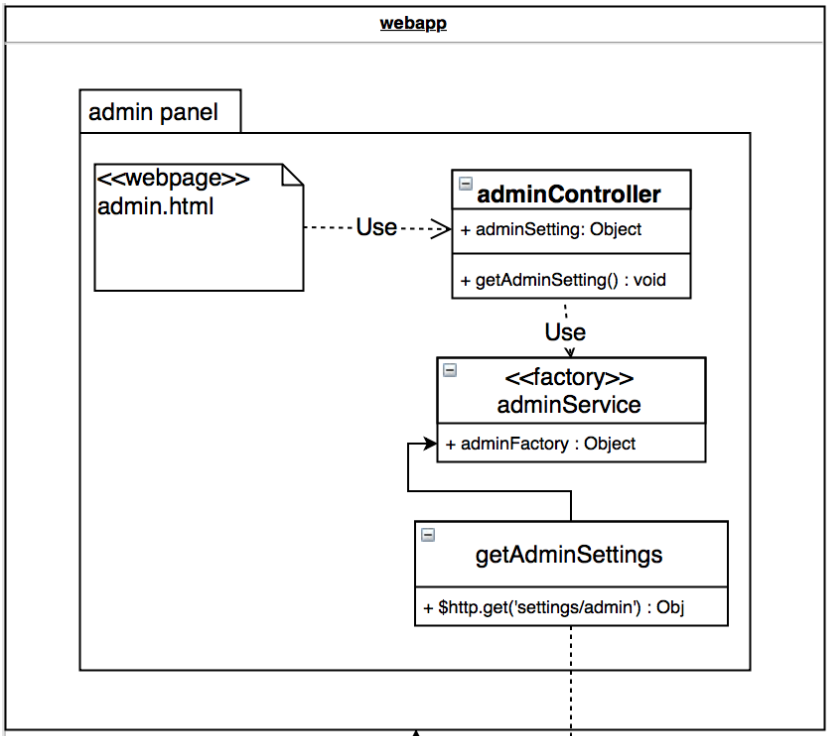 webapp
admin panel
<<webpage>>
admin.html
Use
adminController
+ adminSetting: Object
+ getAdminSetting() : void
Use
<<factory>>
adminService
+ adminFactory : Object
getAdminSettings
+ $http.get('settings/admin') : Obj